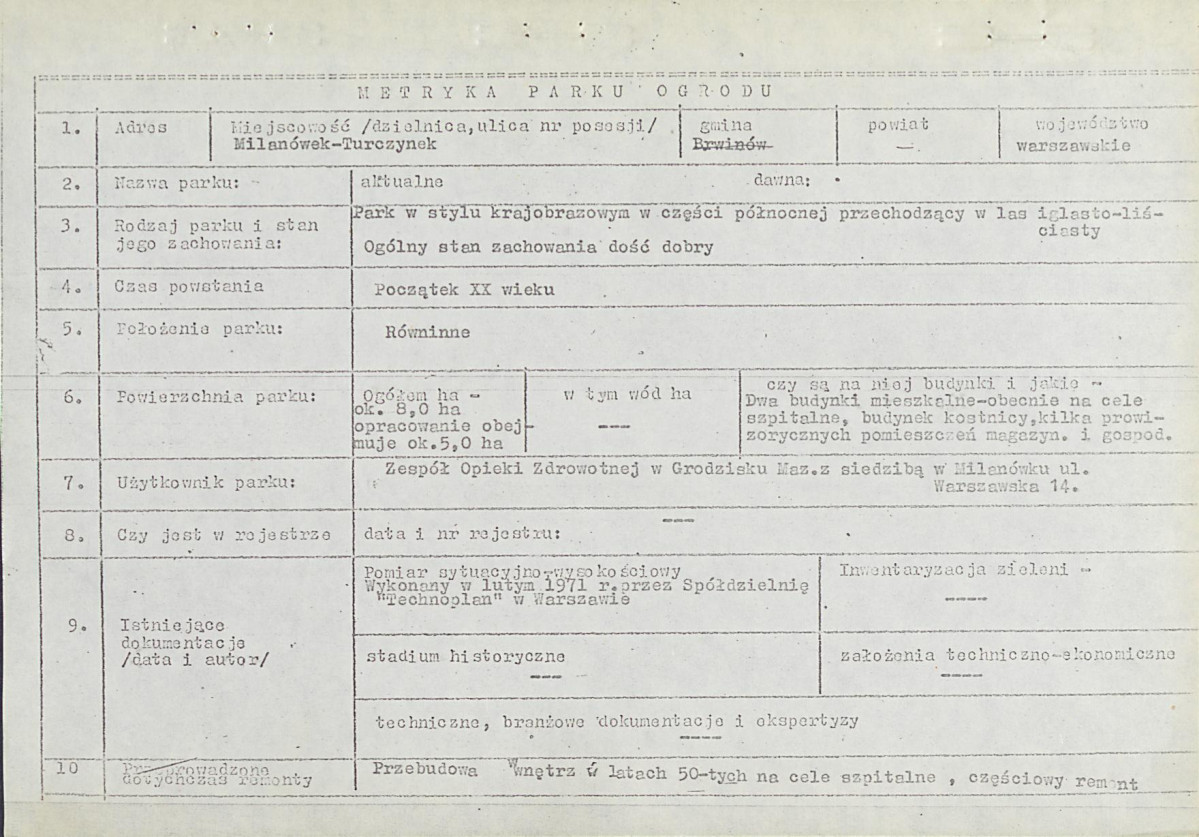 METRYKA PARKU OGRODU
1. Adres Miejscowość /dzielnica,ulica nr posesji/ gmina powiat województwo
Milanówek-Turczynek Brwinów — warszawskie
2. Nazwa parku: aktualne dawna:
3. Rodzaj parku i stan jego zachowania: Park w stylu krajobrazowym w części północnej przechodzący w las iglasto-liś-
ciasty
Ogólny stan zachowania dość dobry
4. Czas powstania Początek XX wieku
5. Położenie parku: Równinne
6. Powierzchnia parku: Ogółem ha -
ok. 8,0 ha
opracowanie obej-
muje ok.5,0 ha
w tym wód ha
---
czy są na niej budynki i jakie -
Dwa budynki mieszkalne-obecnie na cele
szpitalne, budynek kostnicy,kilka prowi-
zorycznych pomieszczeń magazyn. i gospod.
7. Użytkownik parku: Zespół Opieki Zdrowotnej w Grodzisku Maz.z siedzibą w Milanówku ul.
Warszawska 14.
8. Czy jest w rejestrze data i nr rejestru: ---
9. Istniejące
dokumentacje
/data i autor/
Pomiar sytuacyjno-wysokościowy
Wykonany w lutym 1971 r.przez Spółdzielnię
"Technoplan" w Warszawie
Inwentaryzacja zieleni -
---
stadium historyczne
---
założenia techniczno-ekonomiczne
---
techniczne, branżowe dokumentacje i ekspertyzy
---
10 Przeprowadzone
dotychczas remonty
Przebudowa wnętrz w latach 50-tych na cele szpitalne , częściowy remont